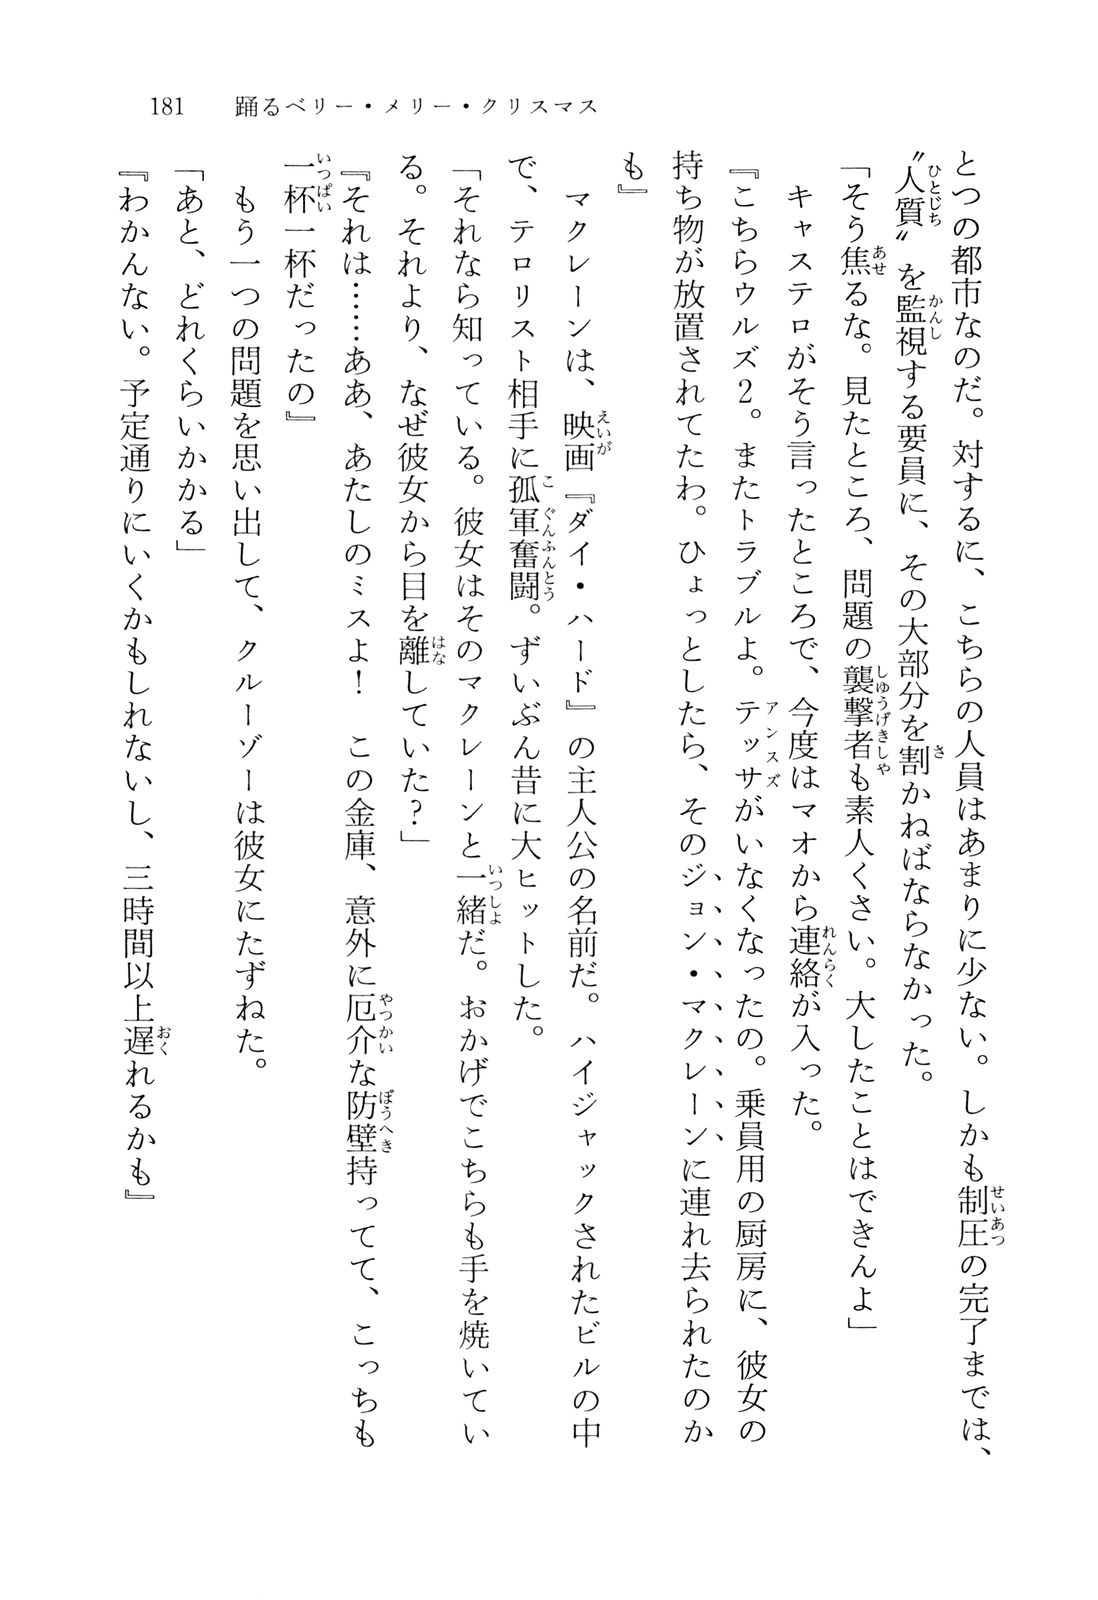 181　踊るベリー・メリー・クリスマス
とつの都市なのだ。対するに、こちらの人員はあまりに少ない。しかも制圧の完了までは、
〝人質〟を監視する要員に、その大部分を割かねばならなかった。
「そう焦るな。見たところ、問題の襲撃者も素人くさい。大したことはできんよ」
　キャステロがそう言ったところで、今度はマオから連絡が入った。
『こちらウルズ2。またトラブルよ。テッサがいなくなったの。乗員用の厨房に、彼女の
持ち物が放置されてたわ。ひょっとしたら、そのジョン・マクレーンに連れ去られたのか
も』
　マクレーンは、映画『ダイ・ハード』の主人公の名前だ。ハイジャックされたビルの中
で、テロリスト相手に孤軍奮闘。ずいぶん昔に大ヒットした。
「それなら知っている。彼女はそのマクレーンと一緒だ。おかげでこちらも手を焼いてい
る。それより、なぜ彼女から目を離していた？」
『それは……ああ、あたしのミスよ！　この金庫、意外に厄介な防壁持ってて、こっちも
一杯一杯だったの』
　もう一つの問題を思い出して、クルーゾーは彼女にたずねた。
「あと、どれくらいかかる」
『わかんない。予定通りにいくかもしれないし、三時間以上遅れるかも』